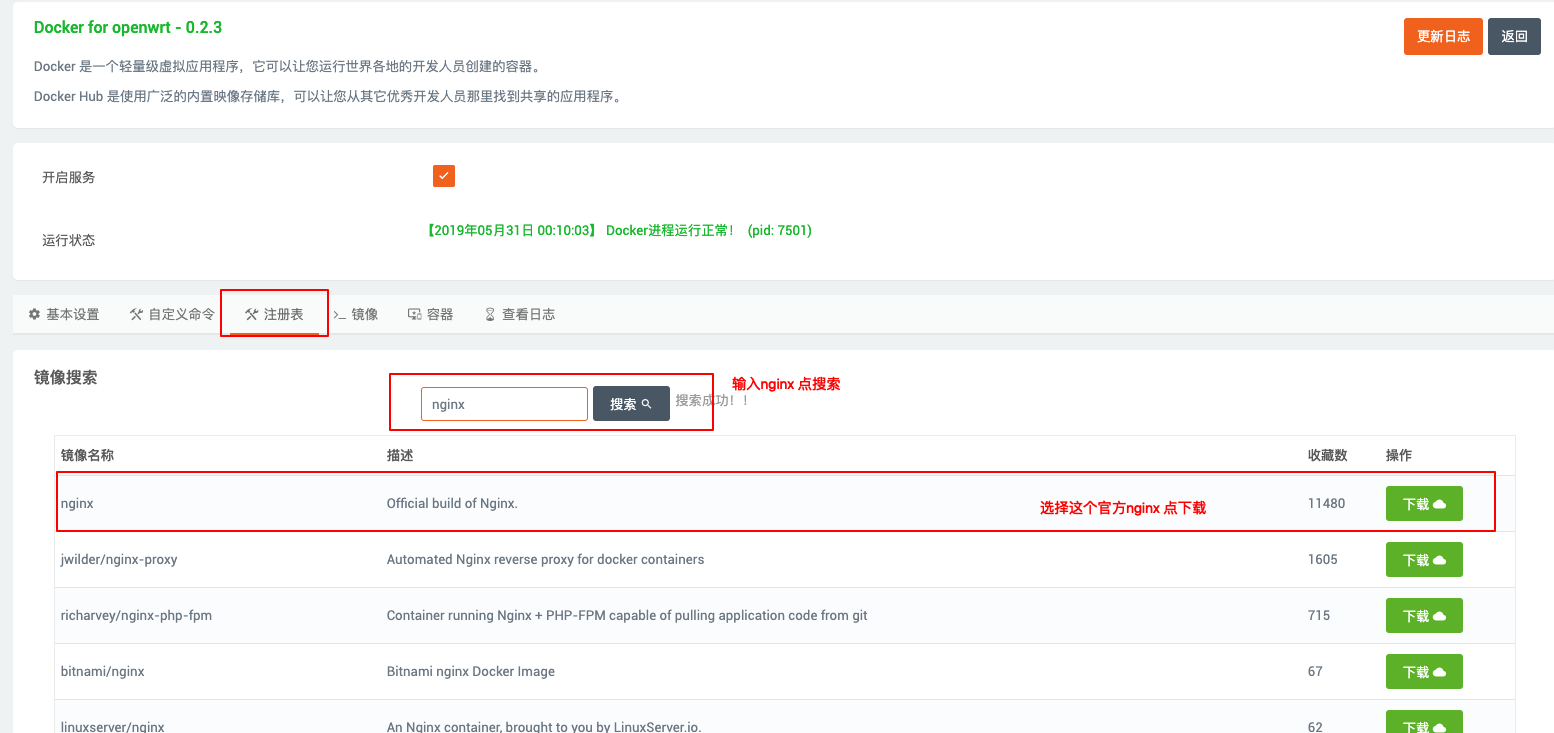 Docker for openwrt - 0.2.3
更新日志 返回
Docker 是一个轻量级虚拟应用程序，它可以让您运行世界各地的开发人员创建的容器。
Docker Hub 是使用广泛的内置映像存储库，可以让您从其它优秀开发人员那里找到共享的应用程序。
开启服务
运行状态 【2019年05月31日 00:10:03】 Docker进程运行正常！ (pid: 7501)
基本设置 自定义命令 注册表 镜像 容器 查看日志
镜像搜索
输入nginx 点搜索
nginx 搜索 搜索成功！！
镜像名称 描述 收藏数 操作
nginx Official build of Nginx. 选择这个官方nginx 点下载 11480 下载
jwilder/nginx-proxy Automated Nginx reverse proxy for docker containers 1605 下载
richarvey/nginx-php-fpm Container running Nginx + PHP-FPM capable of pulling application code from git 715 下载
bitnami/nginx Bitnami nginx Docker Image 67 下载
linuxserver/nginx An Nginx container, brought to you by LinuxServer.io. 62 下载